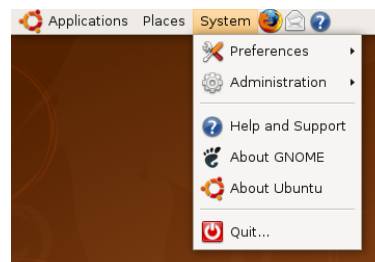 Applications Places System
Preferences
Administration
Help and Support
About GNOME
About Ubuntu
Quit...